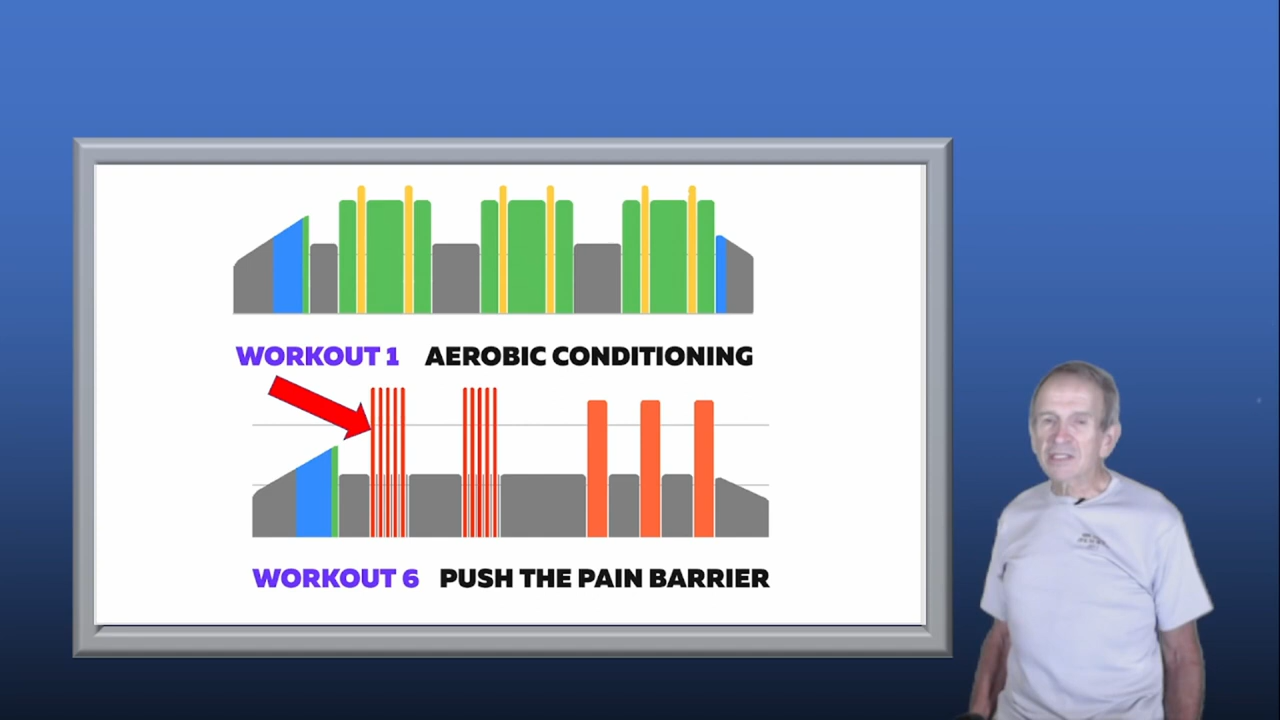 WORKOUT 1 AEROBIC CONDITIONING
WORKOUT 6 PUSH THE PAIN BARRIER